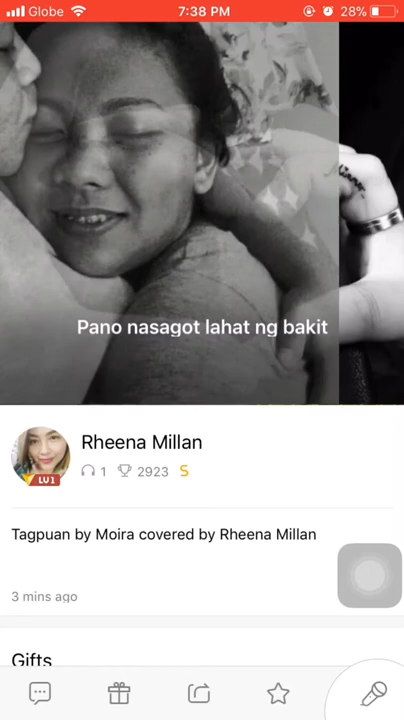 Globe 7:38 PM 28%
Pano nasagot lahat ng bakit
Rheena Millan
LV1
1 2923 S
Tagpuan by Moira covered by Rheena Millan
3 mins ago
Gifts